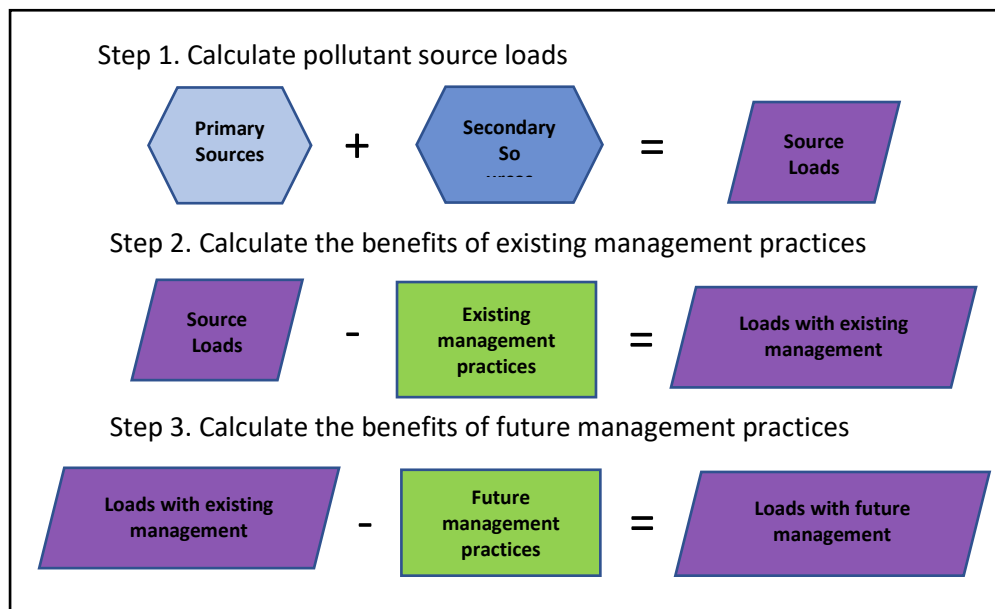 Step 1. Calculate pollutant source loads
Primary
Sources
+
Secondary
So
=
Source
Loads
Step 2. Calculate the benefits of existing management practices
Source
Loads
-
Existing
management
practices
=
Loads with existing
management
Step 3. Calculate the benefits of future management practices
Loads with existing
management
-
Future
management
practices
=
Loads with future
management